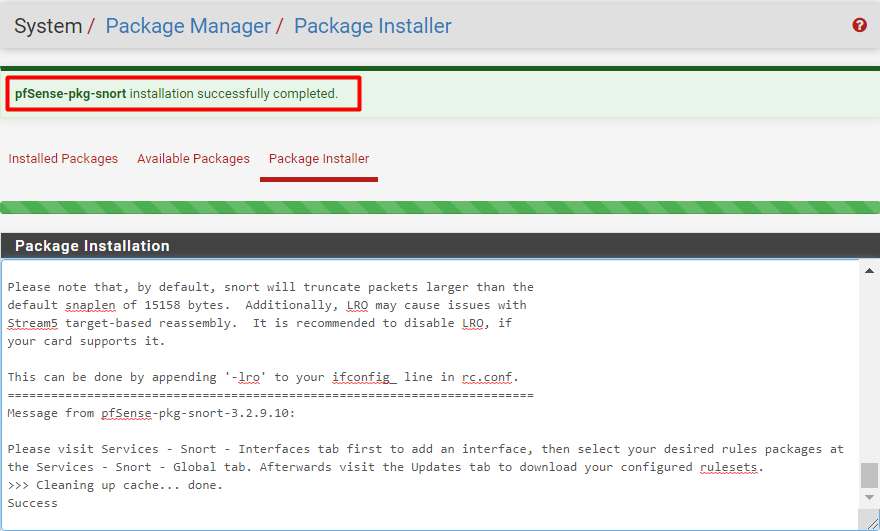 System / Package Manager / Package Installer
pfSense-pkg-snort installation successfully completed.
Installed Packages Available Packages Package Installer
Package Installation
Please note that, by default, snort will truncate packets larger than the
default snaplen of 15158 bytes.  Additionally, LRO may cause issues with
Stream5 target-based reassembly.  It is recommended to disable LRO, if
your card supports it.
This can be done by appending '-lro' to your ifconfig_ line in rc.conf.
=========================================================================
Message from pfSense-pkg-snort-3.2.9.10:
Please visit Services - Snort - Interfaces tab first to add an interface, then select your desired rules packages at
the Services - Snort - Global tab. Afterwards visit the Updates tab to download your configured rulesets.
>>> Cleaning up cache... done.
Success